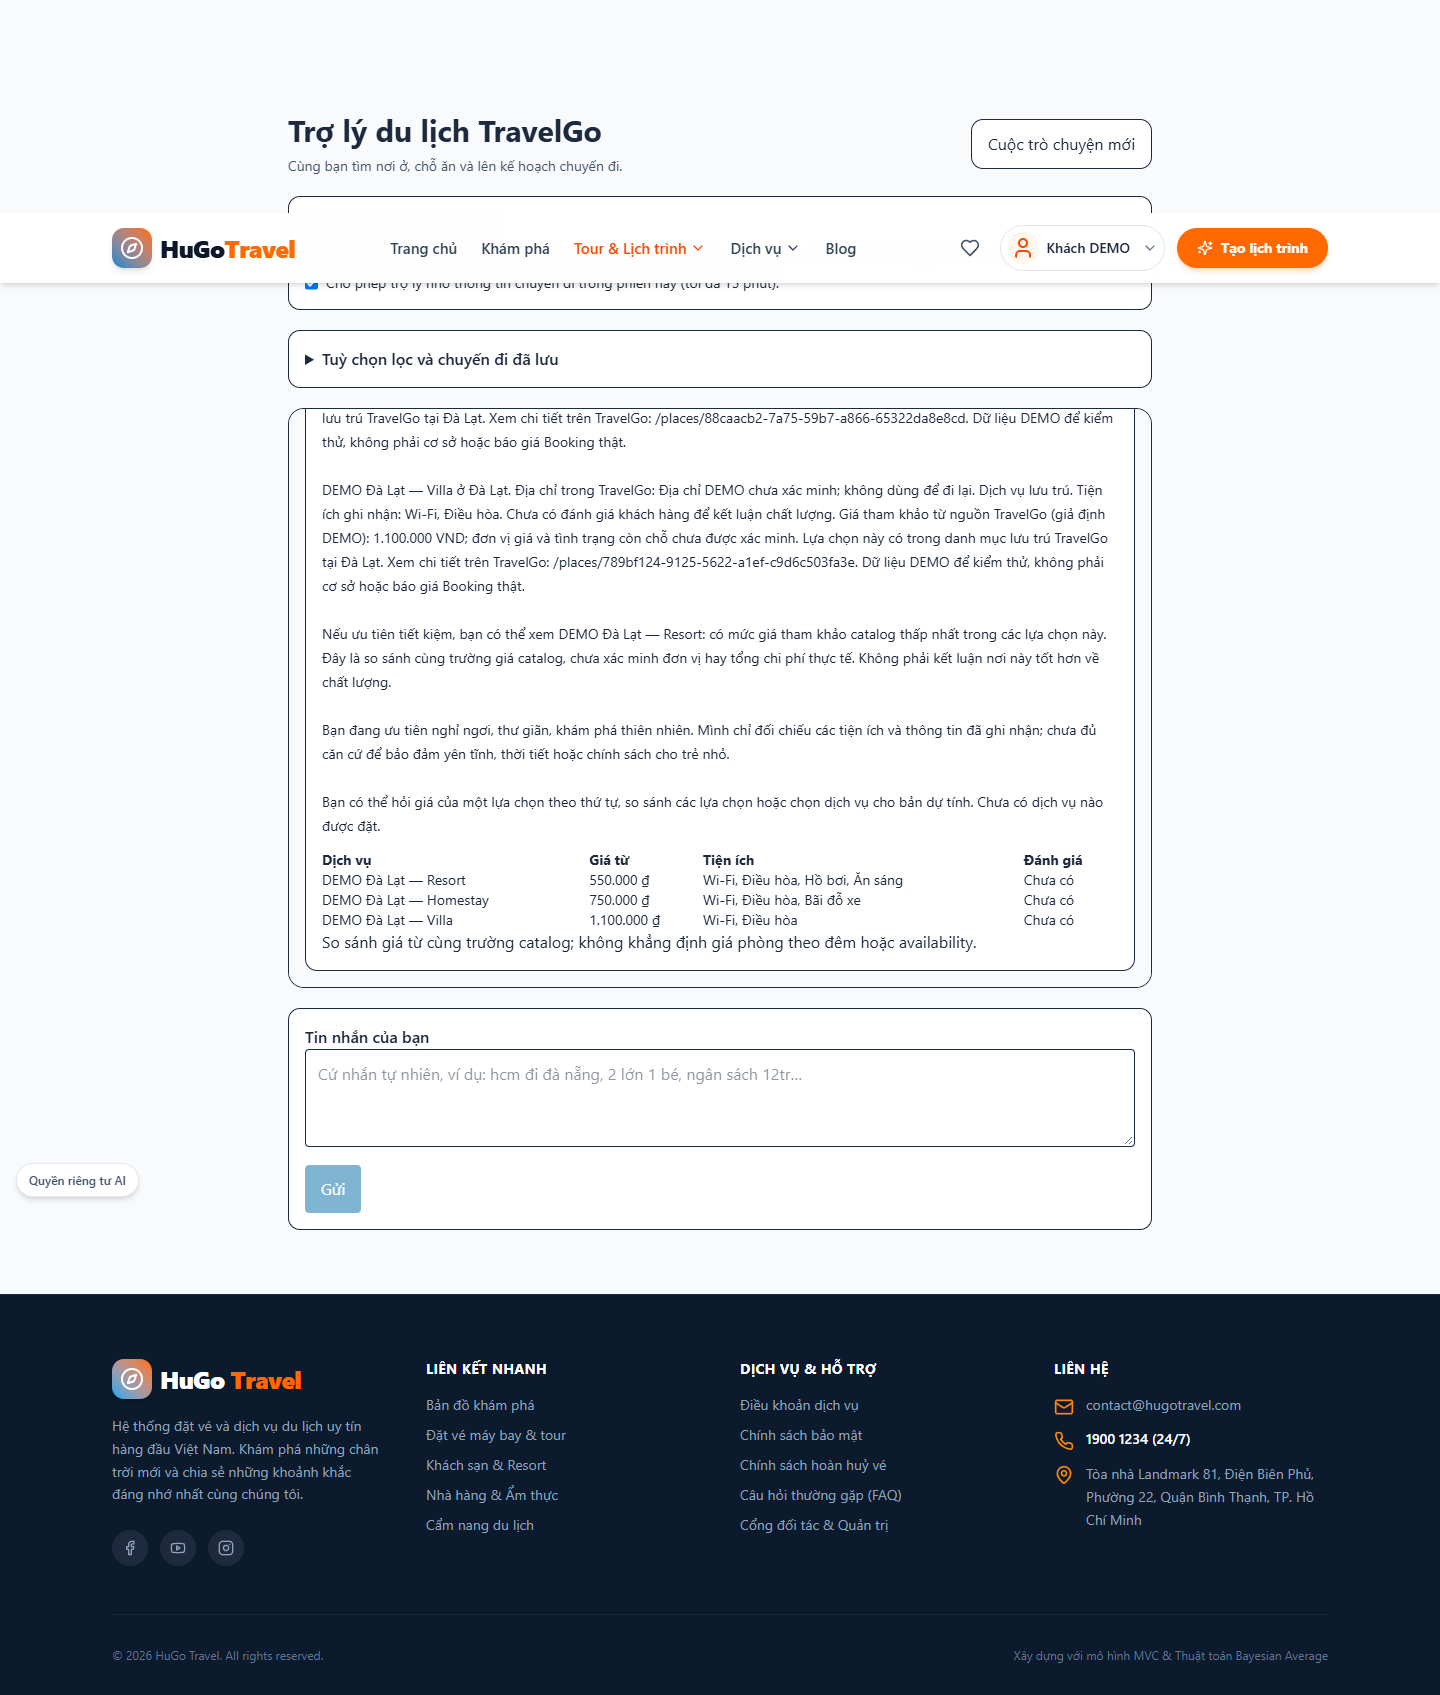 Trợ lý du lịch TravelGo
Cùng bạn tìm nơi ở, chỗ ăn và lên kế hoạch chuyến đi.
Cuộc trò chuyện mới
HuGoTravel
Trang chủ
Khám phá
Tour & Lịch trình
Dịch vụ
Blog
Khách DEMO
Tạo lịch trình
Cho phép trợ lý nhớ thông tin chuyến đi trong phiên này (tối đa 15 phút).
Tuỳ chọn lọc và chuyến đi đã lưu
lưu trú TravelGo tại Đà Lạt. Xem chi tiết trên TravelGo: /places/88caacb2-7a75-59b7-a866-65322da8e8cd. Dữ liệu DEMO để kiểm
thử, không phải cơ sở hoặc báo giá Booking thật.
DEMO Đà Lạt — Villa ở Đà Lạt. Địa chỉ trong TravelGo: Địa chỉ DEMO chưa xác minh; không dùng để đi lại. Dịch vụ lưu trú. Tiện
ích ghi nhận: Wi-Fi, Điều hòa. Chưa có đánh giá khách hàng để kết luận chất lượng. Giá tham khảo từ nguồn TravelGo (giả định
DEMO): 1.100.000 VND; đơn vị giá và tình trạng còn chỗ chưa được xác minh. Lựa chọn này có trong danh mục lưu trú TravelGo
tại Đà Lạt. Xem chi tiết trên TravelGo: /places/789bf124-9125-5622-a1ef-c9d6c503fa3e. Dữ liệu DEMO để kiểm thử, không phải
cơ sở hoặc báo giá Booking thật.
Nếu ưu tiên tiết kiệm, bạn có thể xem DEMO Đà Lạt — Resort: có mức giá tham khảo catalog thấp nhất trong các lựa chọn này.
Đây là so sánh cùng trường giá catalog, chưa xác minh đơn vị hay tổng chi phí thực tế. Không phải kết luận nơi này tốt hơn về
chất lượng.
Bạn đang ưu tiên nghỉ ngơi, thư giãn, khám phá thiên nhiên. Mình chỉ đối chiếu các tiện ích và thông tin đã ghi nhận; chưa đủ
căn cứ để bảo đảm yên tĩnh, thời tiết hoặc chính sách cho trẻ nhỏ.
Bạn có thể hỏi giá của một lựa chọn theo thứ tự, so sánh các lựa chọn hoặc chọn dịch vụ cho bản dự tính. Chưa có dịch vụ nào
được đặt.
Dịch vụ Giá từ Tiện ích Đánh giá
DEMO Đà Lạt — Resort 550.000 ₫ Wi-Fi, Điều hòa, Hồ bơi, Ăn sáng Chưa có
DEMO Đà Lạt — Homestay 750.000 ₫ Wi-Fi, Điều hòa, Bãi đỗ xe Chưa có
DEMO Đà Lạt — Villa 1.100.000 ₫ Wi-Fi, Điều hòa Chưa có
So sánh giá từ cùng trường catalog; không khẳng định giá phòng theo đêm hoặc availability.
Tin nhắn của bạn
Cứ nhắn tự nhiên, ví dụ: hcm đi đà nẵng, 2 lớn 1 bé, ngân sách 12tr...
Gửi
Quyền riêng tư AI
HuGo Travel
Hệ thống đặt vé và dịch vụ du lịch uy tín
hàng đầu Việt Nam. Khám phá những chân
trời mới và chia sẻ những khoảnh khắc
đáng nhớ nhất cùng chúng tôi.
LIÊN KẾT NHANH
Bản đồ khám phá
Đặt vé máy bay & tour
Khách sạn & Resort
Nhà hàng & Ẩm thực
Cẩm nang du lịch
DỊCH VỤ & HỖ TRỢ
Điều khoản dịch vụ
Chính sách bảo mật
Chính sách hoàn huỷ vé
Câu hỏi thường gặp (FAQ)
Cổng đối tác & Quản trị
LIÊN HỆ
contact@hugotravel.com
1900 1234 (24/7)
Tòa nhà Landmark 81, Điện Biên Phủ,
Phường 22, Quận Bình Thạnh, TP. Hồ
Chí Minh
© 2026 HuGo Travel. All rights reserved.
Xây dựng với mô hình MVC & Thuật toán Bayesian Average